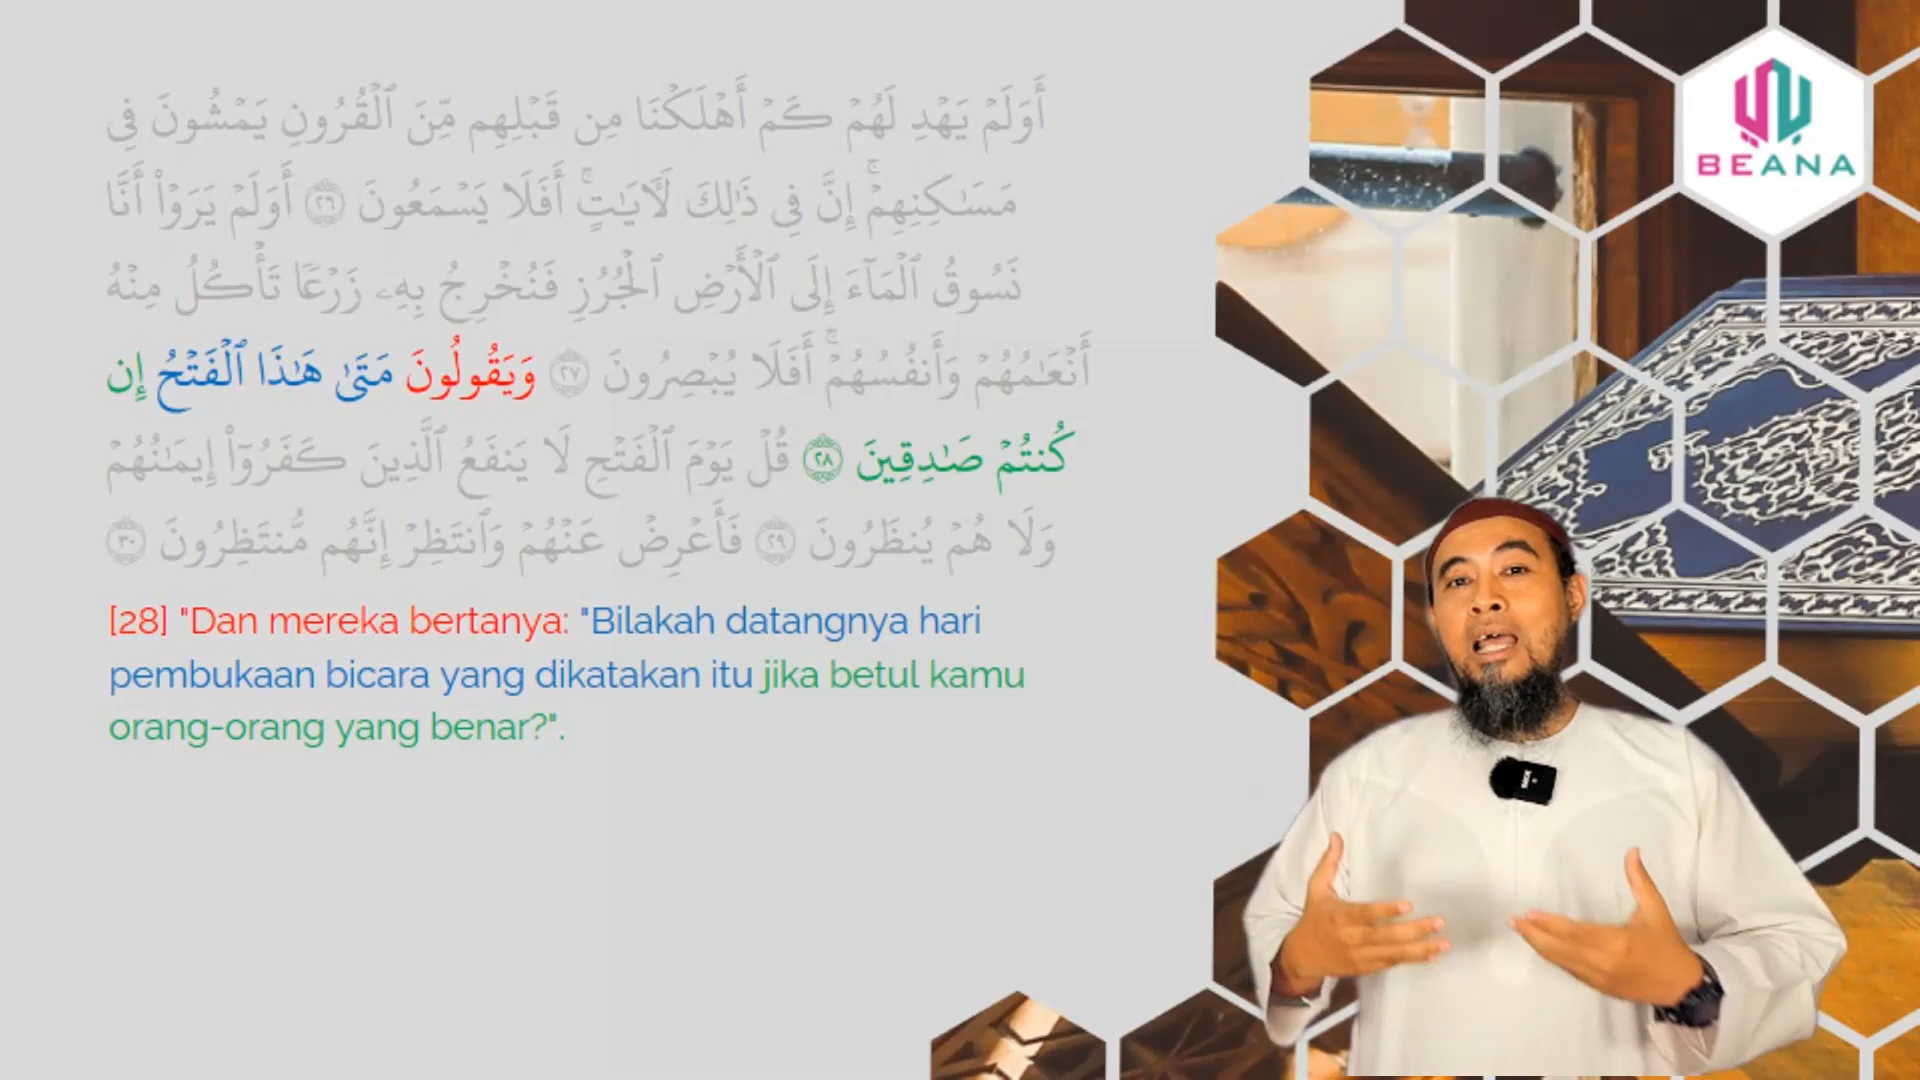 أَوَلَمۡ يَهۡدِ لَهُمۡ كَمۡ أَهۡلَكۡنَا مِن قَبۡلِهِم مِّنَ ٱلۡقُرُونِ يَمۡشُونَ فِي
مَسَٰكِنِهِمۡۚ إِنَّ فِي ذَٰلِكَ لَأٓيَٰتٍۚ أَفَلَا يَسۡمَعُونَ ٢٦ أَوَلَمۡ يَرَوۡاْ أَنَّا
نَسُوقُ ٱلۡمَآءَ إِلَى ٱلۡأَرۡضِ ٱلۡجُرُزِ فَنُخۡرِجُ بِهِۦ زَرۡعٗا تَأۡكُلُ مِنۡهُ
أَنۡعَٰمُهُمۡ وَأَنفُسُهُمۡۚ أَفَلَا يُبۡصِرُونَ ٢٧ وَيَقُولُونَ مَتَىٰ هَٰذَا ٱلۡفَتۡحُ إِن
كُنتُمۡ صَٰدِقِينَ ٢٨ قُلۡ يَوۡمَ ٱلۡفَتۡحِ لَا يَنفَعُ ٱلَّذِينَ كَفَرُوٓاْ إِيمَٰنُهُمۡ
وَلَا هُمۡ يُنظَرُونَ ٢٩ فَأَعۡرِضۡ عَنۡهُمۡ وَٱنتَظِرۡ إِنَّهُم مُّنتَظِرُونَ ٣٠
[28] "Dan mereka bertanya: "Bilakah datangnya hari
pembukaan bicara yang dikatakan itu jika betul kamu
orang-orang yang benar?".
BEANA